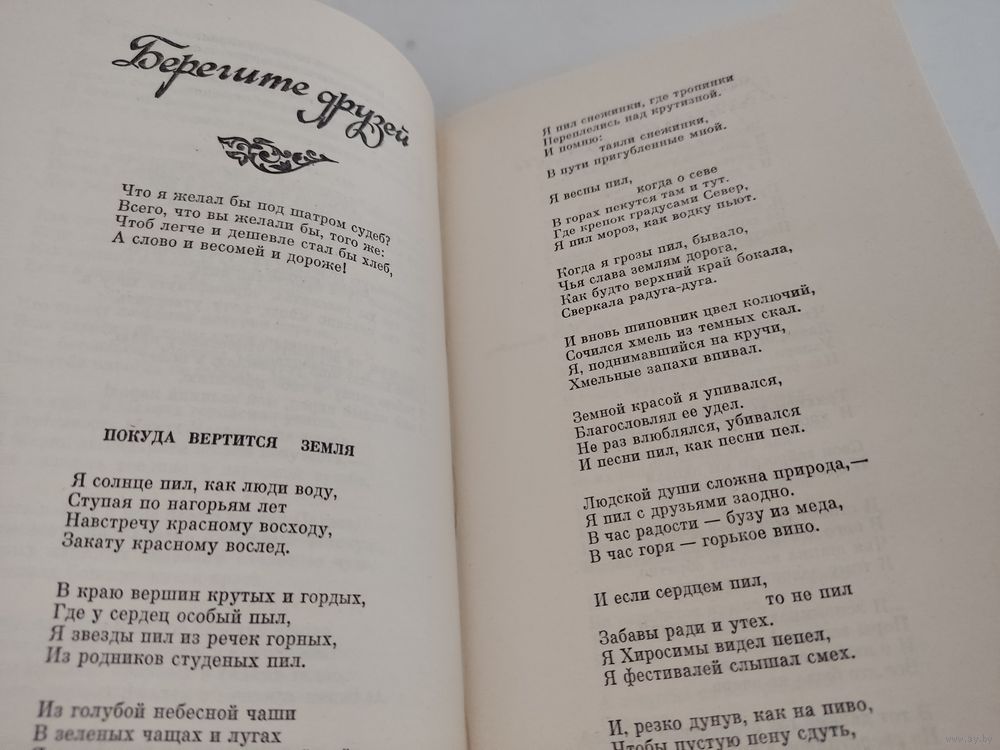 Берегите друзей
Что я желал бы под шатром судеб?
Всего, что вы желали бы, того же:
Чтоб легче и дешевле стал бы хлеб,
А слово и весомей и дороже!
ПОКУДА ВЕРТИТСЯ ЗЕМЛЯ
Я солнце пил, как люди воду,
Ступая по нагорьям лет
Навстречу красному восходу,
Закату красному вослед.
В краю вершин крутых и гордых,
Где у сердец особый пыл,
Я звезды пил из речек горных,
Из родников студеных пил.
Из голубой небесной чаши
В зеленых чащах и лугах
Я пил снежинки, где тропинки
Переплелись над крутизной.
И помню:
таяли снежинки,
В пути пригубленные мной.
Я весны пил,
когда о севе
В горах пекутся там и тут.
Где крепок градусами Север,
Я пил мороз, как водку пьют.
Когда я грозы пил, бывало,
Чья слава землям дорога,
Как будто верхний край бокала,
Сверкала радуга-дуга.
И вновь шиповник цвел колючий,
Сочился хмель из темных скал.
Я, поднимавшийся на кручи,
Хмельные запахи впивал.
Земной красой я упивался,
Благословлял ее удел.
Не раз влюблялся, убивался
И песни пил, как песни пел.
Людской души сложна природа,—
Я пил с друзьями заодно.
В час радости — бузу из меда,
В час горя — горькое вино.
И если сердцем пил,
то не пил
Забавы ради и утех.
Я Хиросимы видел пепел,
Я фестивалей слышал смех.
И, резко дунув, как на пиво,
Чтобы пустую пену сдуть,
www.ay.by